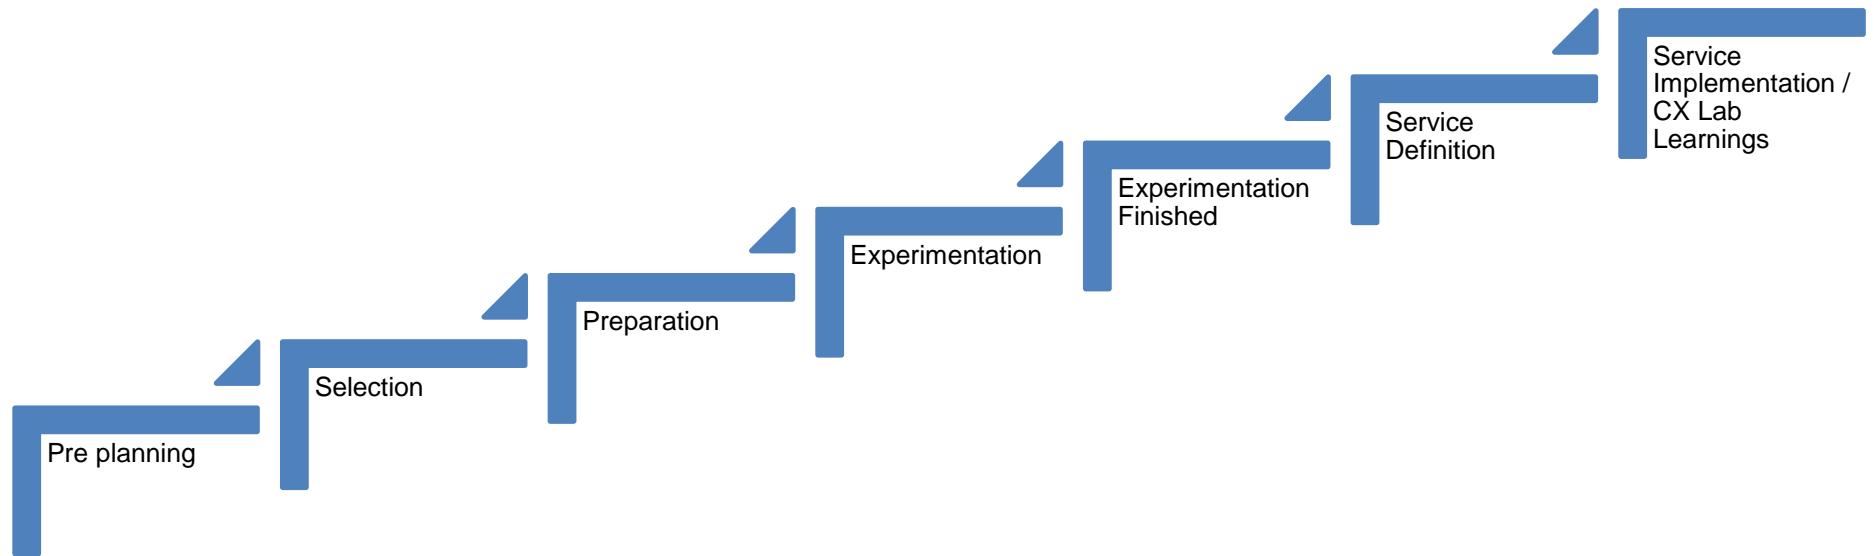 Pre planning
Selection
Preparation
Experimentation
Experimentation
Finished
Service
Definition
Service
Implementation /
CX Lab
Learnings